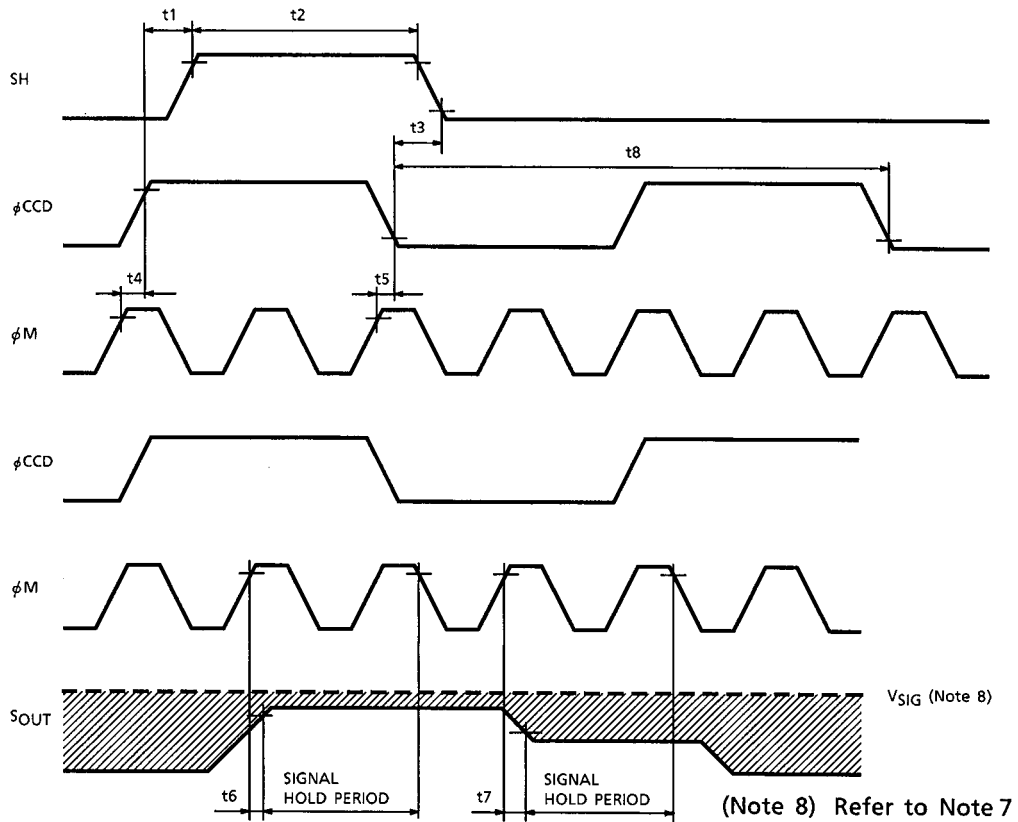 t1
t2
SH
t3
t8
φCCD
t4
t5
φM
φCCD
φM
VSIG (Note 8)
SOUT
t6
SIGNAL
HOLD PERIOD
t7
SIGNAL
HOLD PERIOD
(Note 8) Refer to Note 7